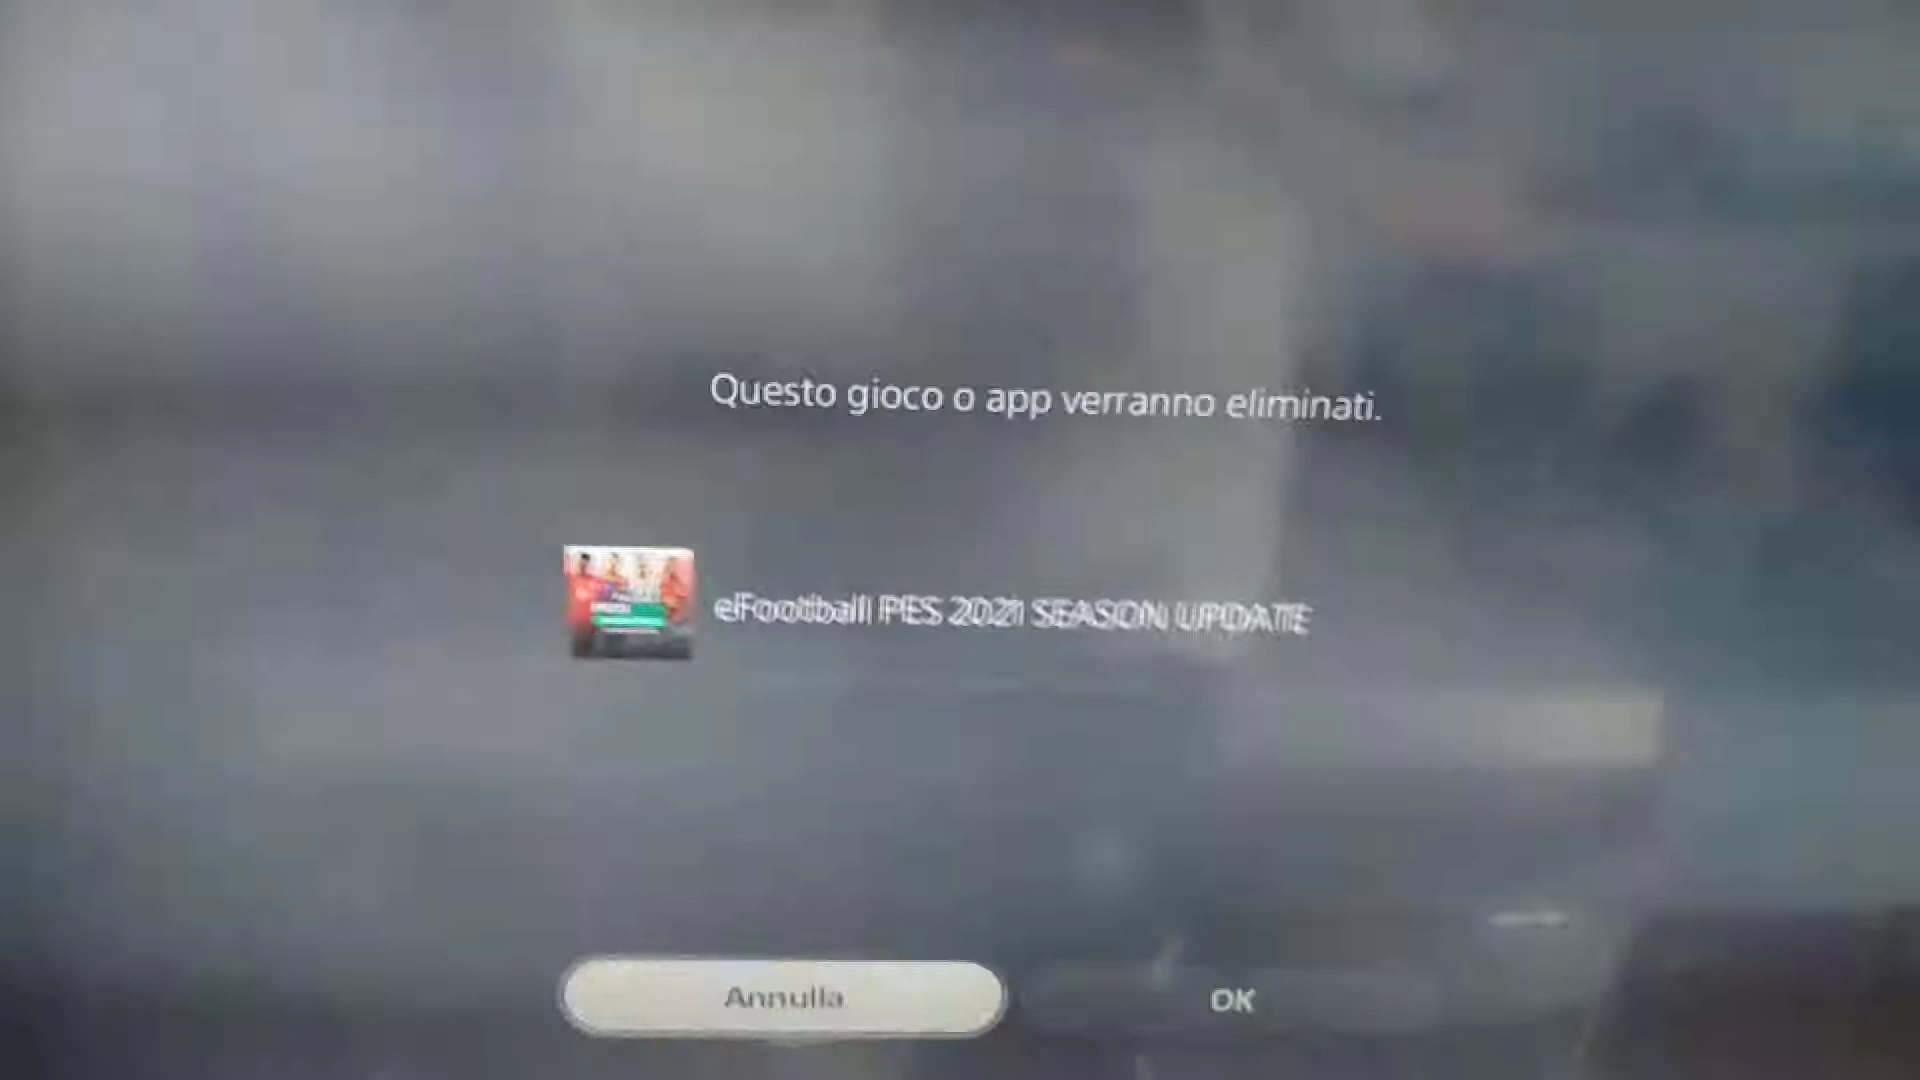 Questo gioco o app verranno eliminati.
eFootball PES 2021 SEASON UPDATE
Annulla
OK